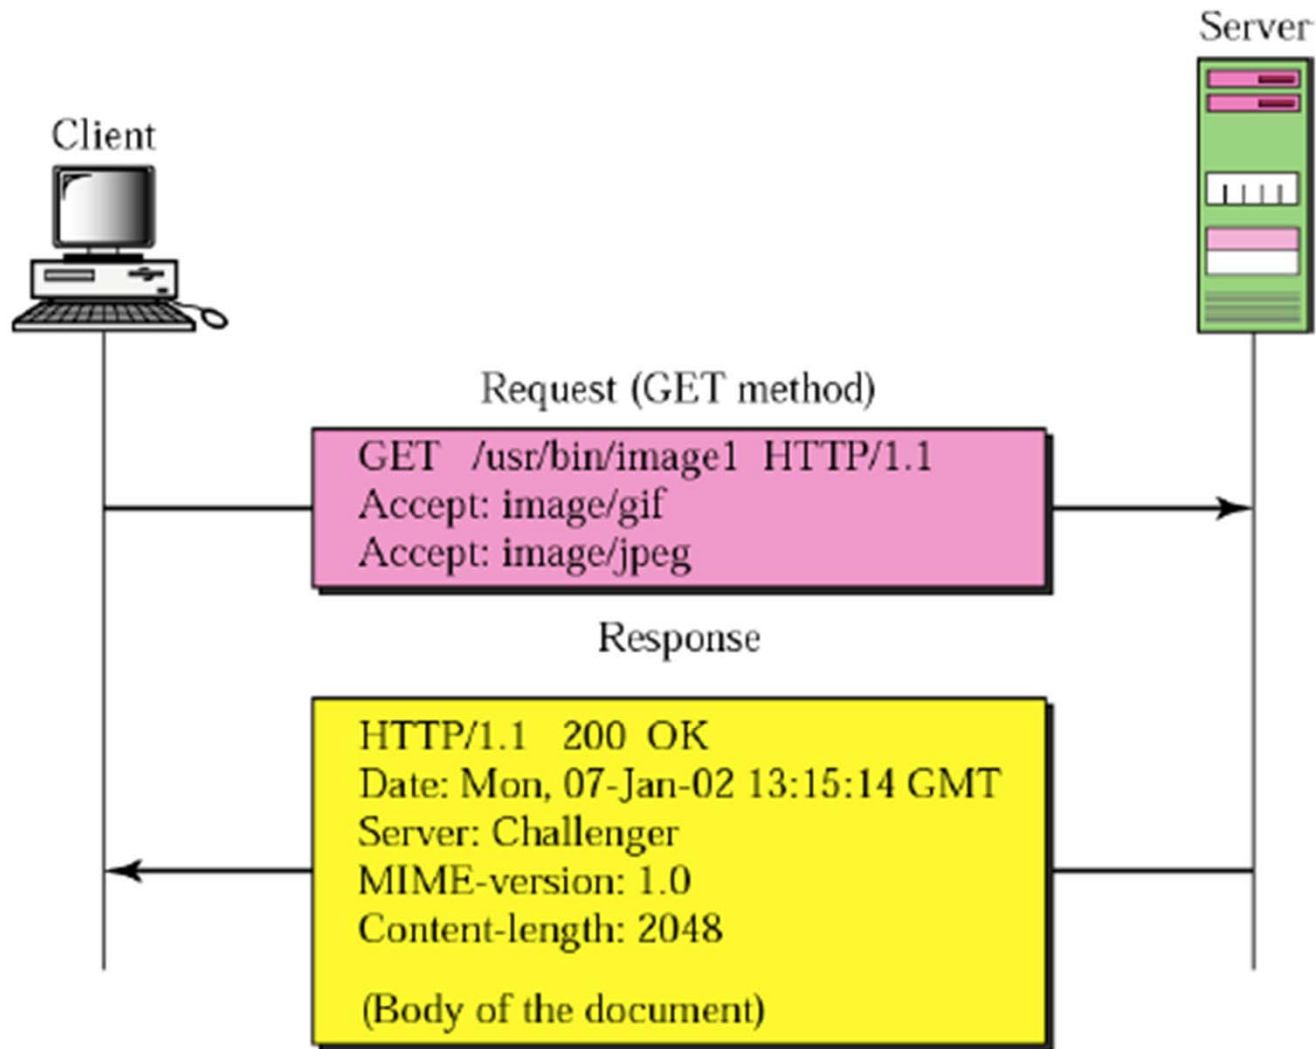 Server
Client
Request (GET method)
GET /usr/bin/image1 HTTP/1.1
Accept: image/gif
Accept: image/jpeg
Response
HTTP/1.1 200 OK
Date: Mon, 07-Jan-02 13:15:14 GMT
Server: Challenger
MIME-version: 1.0
Content-length: 2048
(Body of the document)